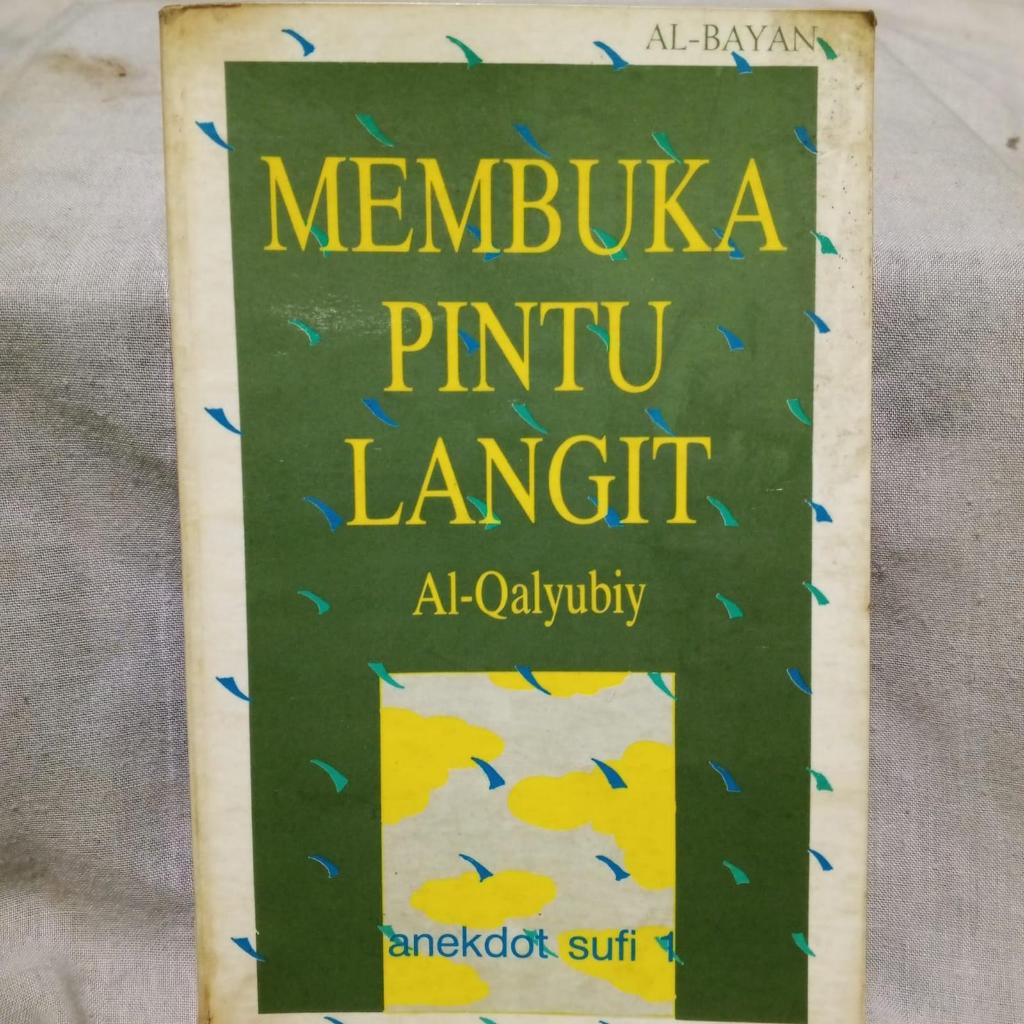 AL-BAYAN
MEMBUKA
PINTU
LANGIT
Al-Qalyubiy
anekdot sufi 1